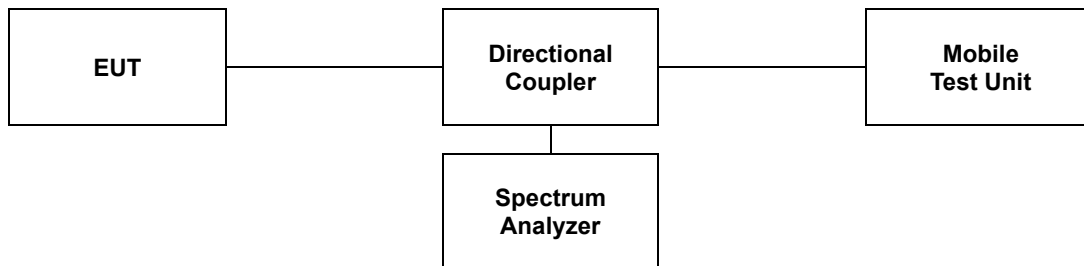 EUT
Directional
Coupler
Mobile
Test Unit
Spectrum
Analyzer